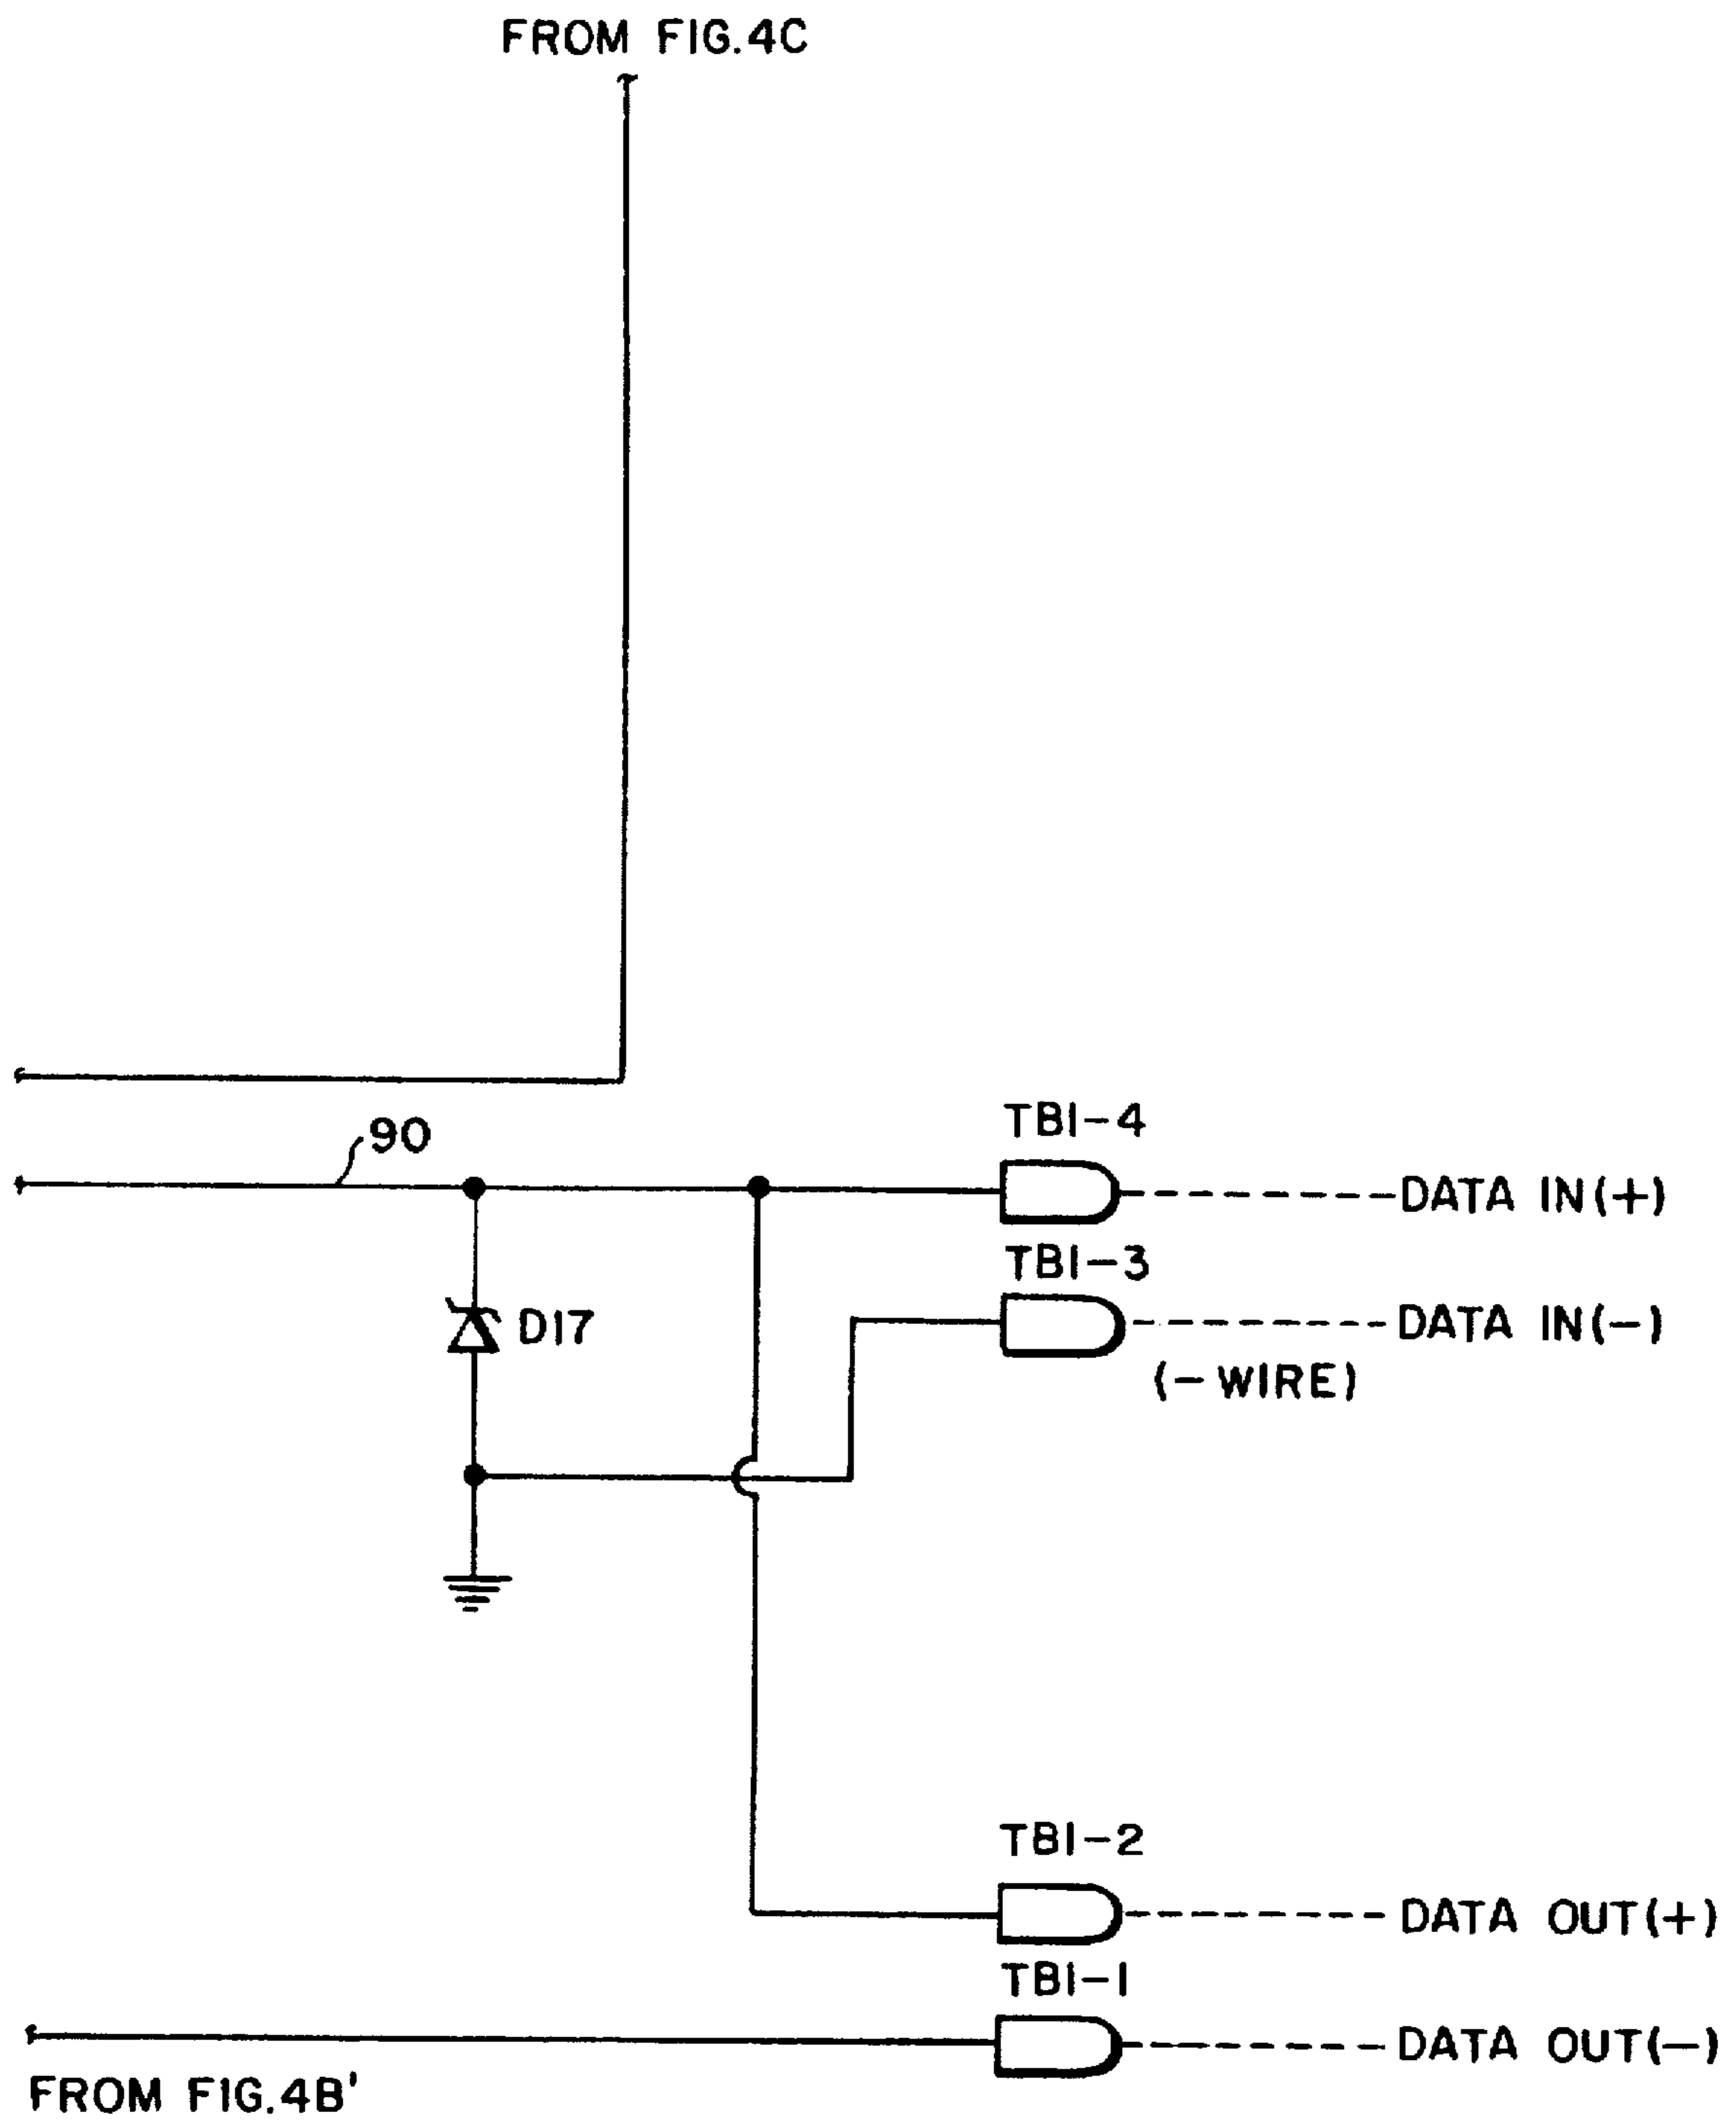 FROM FIG.4C
90
TB1-4
DATA IN(+)
TB1-3
D17
DATA IN(-)
(-WIRE)
TB1-2
DATA OUT(+)
TB1-1
DATA OUT(-)
FROM FIG.4B'